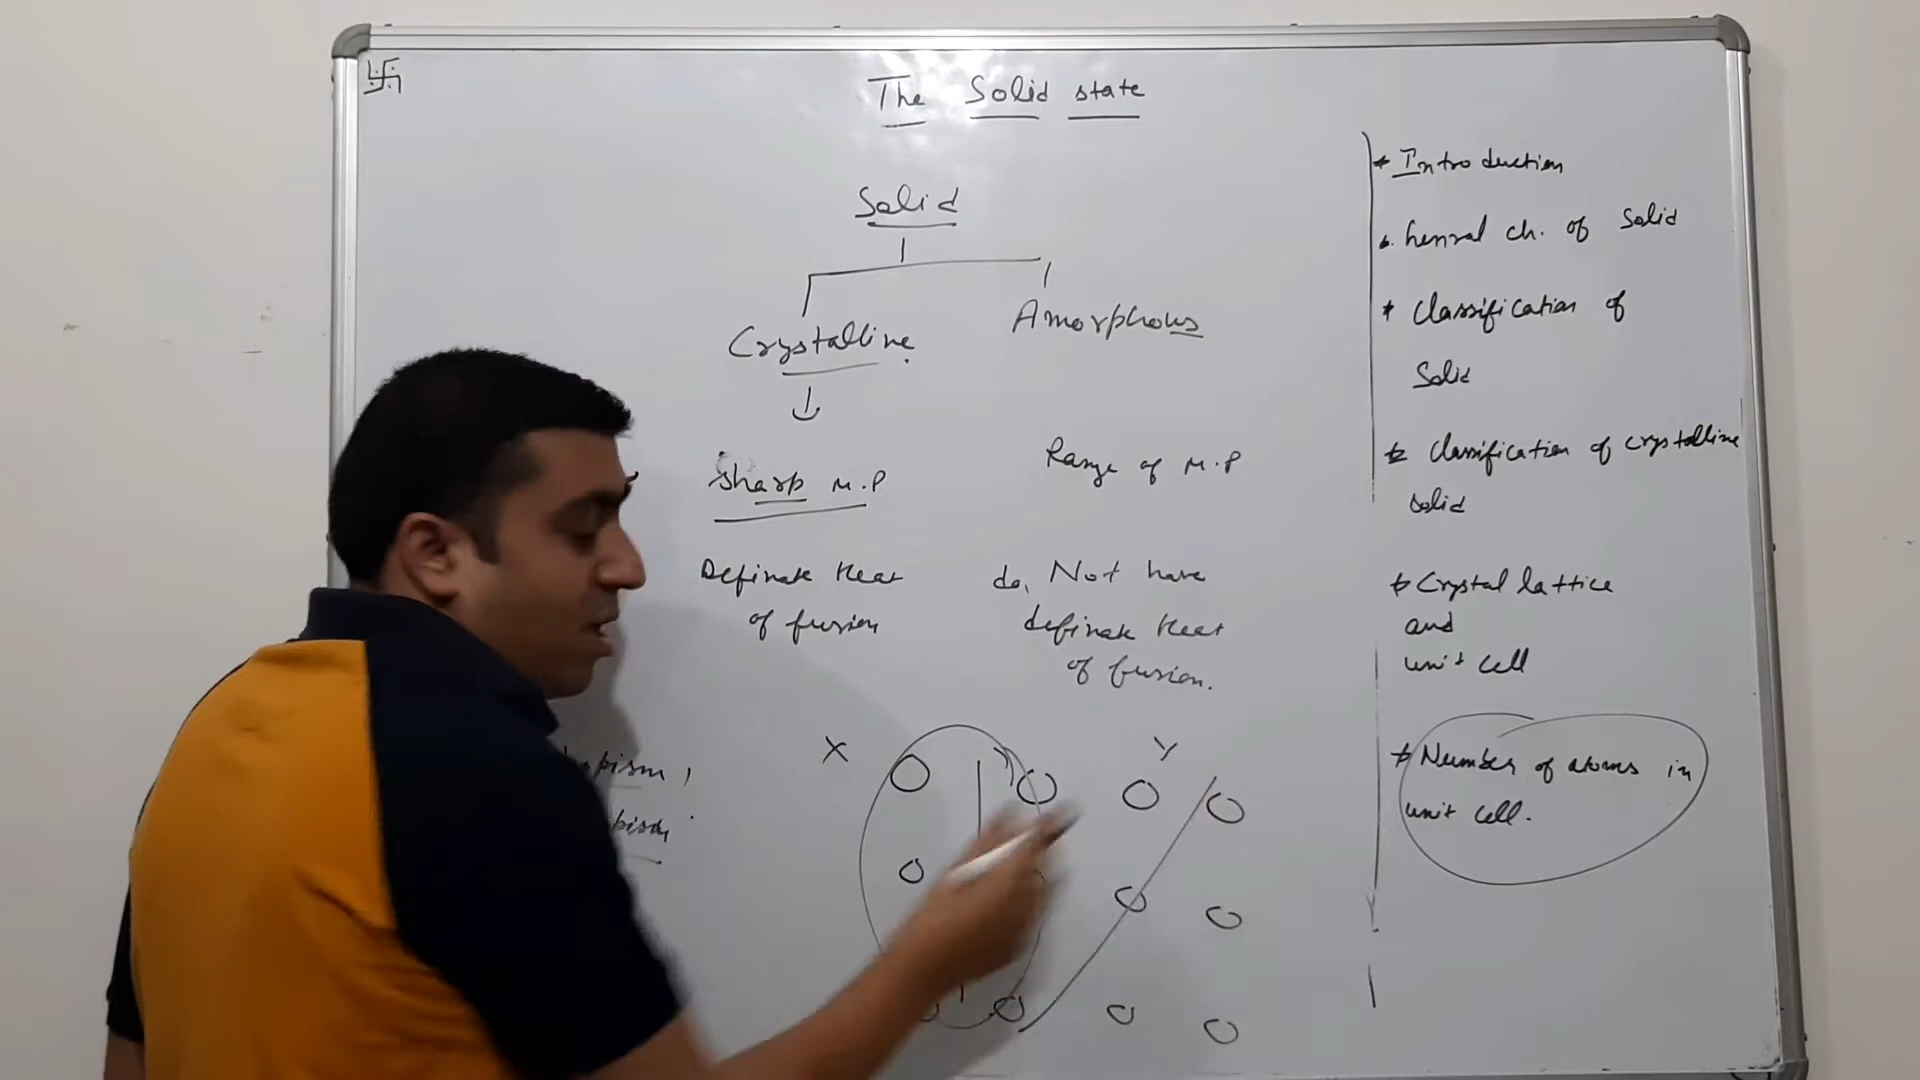 The Solid state
Solid
Crystalline
Amorphous
Sharp M.P
Range of M.P
Definate Heat
of fusion
do, Not have
definate Heat
of fusion.
X
Y
* Introduction
Genral ch. of Solid
* Classification of
Solid
* Classification of crystalline
solid
* Crystal lattice
and
unit cell
* Number of atoms in
unit cell.